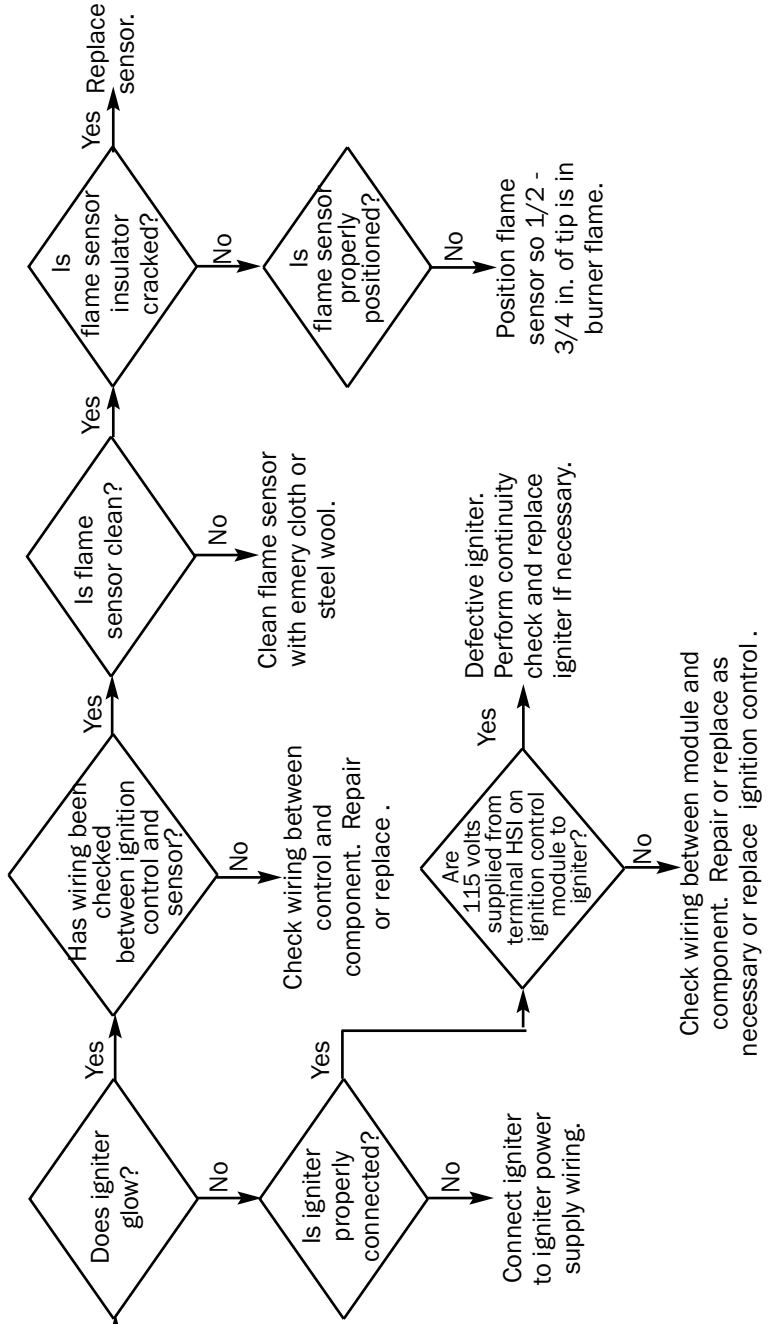 Does igniter
glow?
Yes
No
Is igniter
properly
connected?
Yes
No
Connect igniter
to igniter power
supply wiring.
Has wiring been
checked
between ignition
control and
sensor?
Yes
No
Check wiring between
control and
component. Repair
or replace .
Are
115 volts
supplied from
terminal HSI on
ignition control
module to
igniter?
Yes
Defective igniter.
Perform continuity
check and replace
igniter If necessary.
No
Check wiring between module and
component. Repair or replace as
necessary or replace ignition control .
Is flame
sensor clean?
Yes
No
Clean flame sensor
with emery cloth or
steel wool.
Is
flame sensor
insulator
cracked?
Yes
Replace
sensor.
No
Is
flame sensor
properly
positioned?
No
Position flame
sensor so 1/2 -
3/4 in. of tip is in
burner flame.